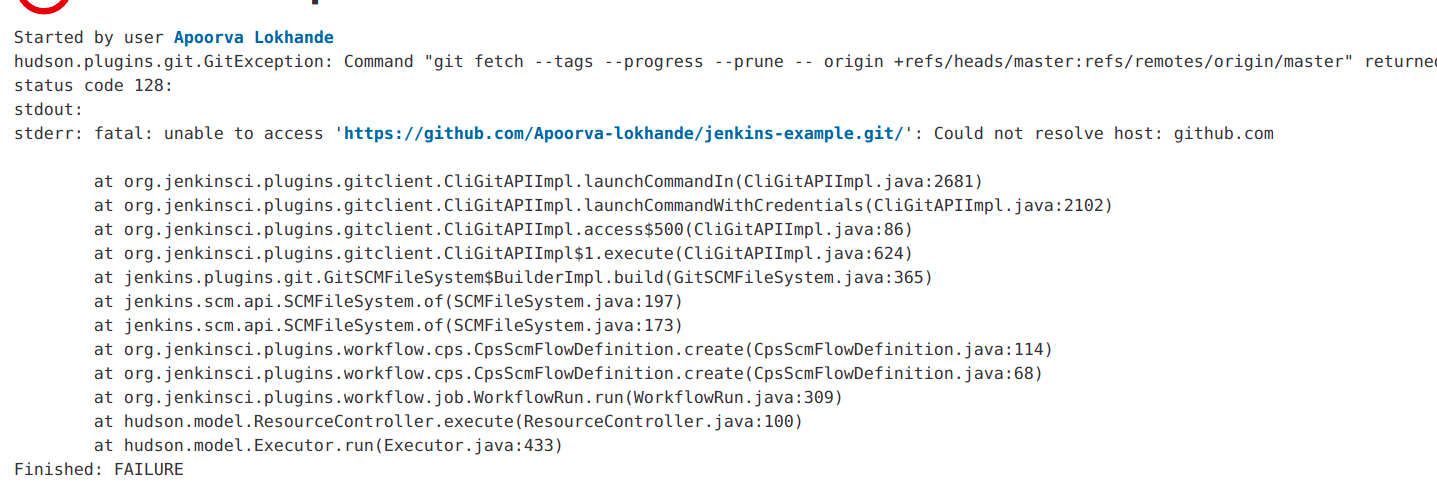 Started by user Apoorva Lokhande
hudson.plugins.git.GitException: Command "git fetch --tags --progress --prune -- origin +refs/heads/master:refs/remotes/origin/master" returned
status code 128:
stdout:
stderr: fatal: unable to access 'https://github.com/Apoorva-lokhande/jenkins-example.git/': Could not resolve host: github.com
at org.jenkinsci.plugins.gitclient.CliGitAPIImpl.launchCommandIn(CliGitAPIImpl.java:2681)
at org.jenkinsci.plugins.gitclient.CliGitAPIImpl.launchCommandWithCredentials(CliGitAPIImpl.java:2102)
at org.jenkinsci.plugins.gitclient.CliGitAPIImpl.access$500(CliGitAPIImpl.java:86)
at org.jenkinsci.plugins.gitclient.CliGitAPIImpl$1.execute(CliGitAPIImpl.java:624)
at jenkins.plugins.git.GitSCMFileSystem$BuilderImpl.build(GitSCMFileSystem.java:365)
at jenkins.scm.api.SCMFileSystem.of(SCMFileSystem.java:197)
at jenkins.scm.api.SCMFileSystem.of(SCMFileSystem.java:173)
at org.jenkinsci.plugins.workflow.cps.CpsScmFlowDefinition.create(CpsScmFlowDefinition.java:114)
at org.jenkinsci.plugins.workflow.cps.CpsScmFlowDefinition.create(CpsScmFlowDefinition.java:68)
at org.jenkinsci.plugins.workflow.job.WorkflowRun.run(WorkflowRun.java:309)
at hudson.model.ResourceController.execute(ResourceController.java:100)
at hudson.model.Executor.run(Executor.java:433)
Finished: FAILURE